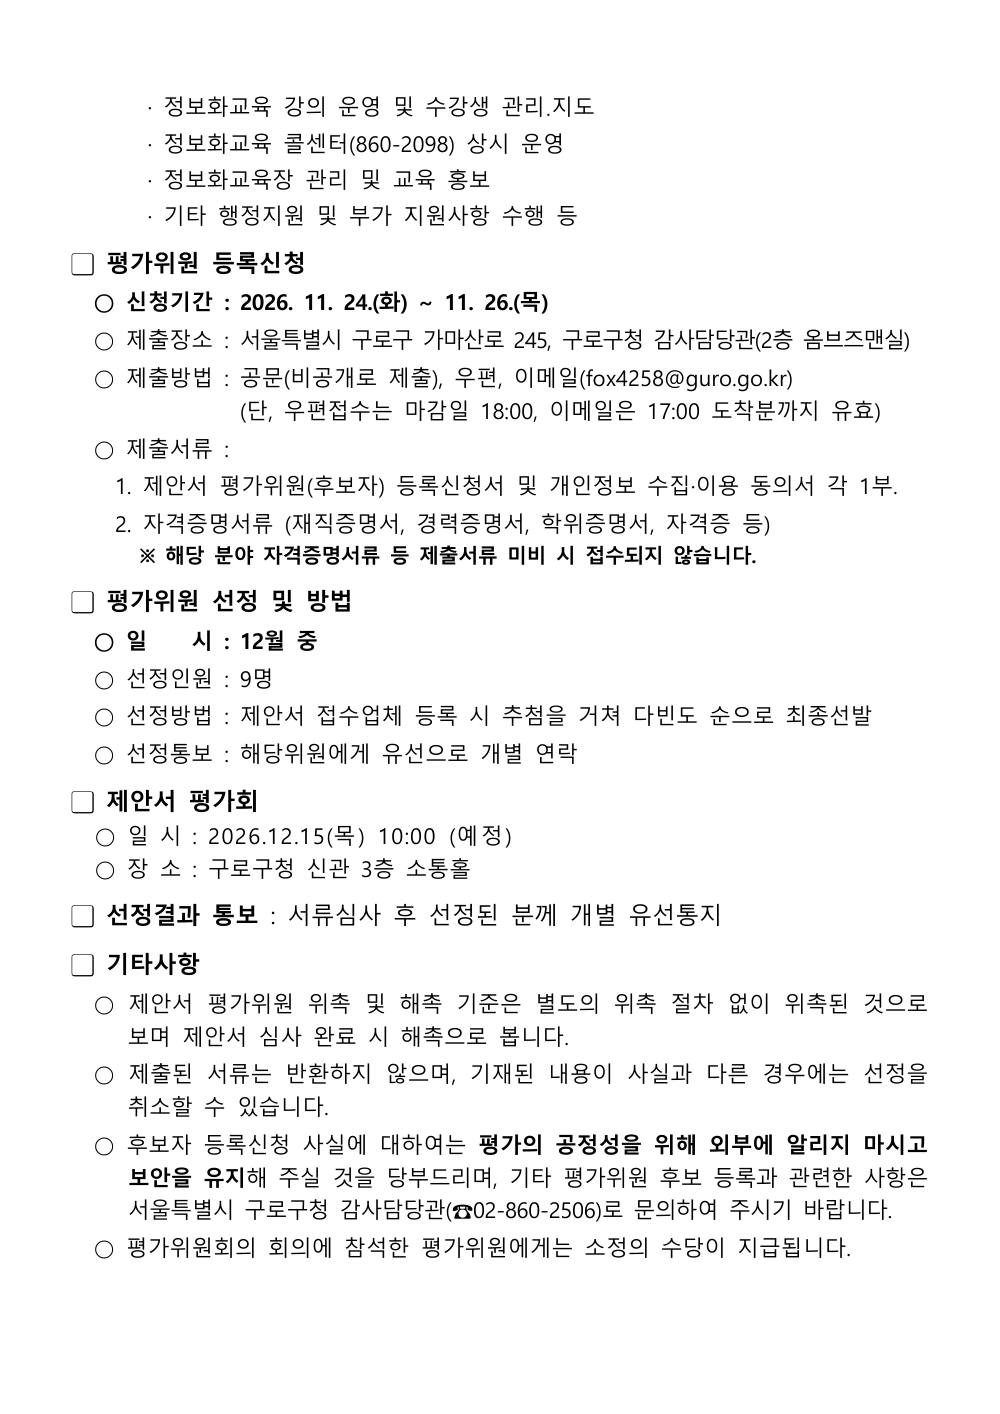 · 정보화교육 강의 운영 및 수강생 관리.지도
· 정보화교육 콜센터(860-2098) 상시 운영
· 정보화교육장 관리 및 교육 홍보
· 기타 행정지원 및 부가 지원사항 수행 등
❏ 평가위원 등록신청
○ 신청기간 : 2026. 11. 24.(화) ~ 11. 26.(목)
○ 제출장소 : 서울특별시 구로구 가마산로 245, 구로구청 감사담당관(2층 옴브즈맨실)
○ 제출방법 : 공문(비공개로 제출), 우편, 이메일(fox4258@guro.go.kr)
(단, 우편접수는 마감일 18:00, 이메일은 17:00 도착분까지 유효)
○ 제출서류 :
1. 제안서 평가위원(후보자) 등록신청서 및 개인정보 수집·이용 동의서 각 1부.
2. 자격증명서류 (재직증명서, 경력증명서, 학위증명서, 자격증 등)
※ 해당 분야 자격증명서류 등 제출서류 미비 시 접수되지 않습니다.
❏ 평가위원 선정 및 방법
○ 일 시 : 12월 중
○ 선정인원 : 9명
○ 선정방법 : 제안서 접수업체 등록 시 추첨을 거쳐 다빈도 순으로 최종선발
○ 선정통보 : 해당위원에게 유선으로 개별 연락
❏ 제안서 평가회
○ 일 시 : 2026.12.15(목) 10:00 (예정)
○ 장 소 : 구로구청 신관 3층 소통홀
❏ 선정결과 통보 : 서류심사 후 선정된 분께 개별 유선통지
❏ 기타사항
○ 제안서 평가위원 위촉 및 해촉 기준은 별도의 위촉 절차 없이 위촉된 것으로
보며 제안서 심사 완료 시 해촉으로 봅니다.
○ 제출된 서류는 반환하지 않으며, 기재된 내용이 사실과 다른 경우에는 선정을
취소할 수 있습니다.
○ 후보자 등록신청 사실에 대하여는 평가의 공정성을 위해 외부에 알리지 마시고
보안을 유지해 주실 것을 당부드리며, 기타 평가위원 후보 등록과 관련한 사항은
서울특별시 구로구청 감사담당관(☎02-860-2506)로 문의하여 주시기 바랍니다.
○ 평가위원회의 회의에 참석한 평가위원에게는 소정의 수당이 지급됩니다.